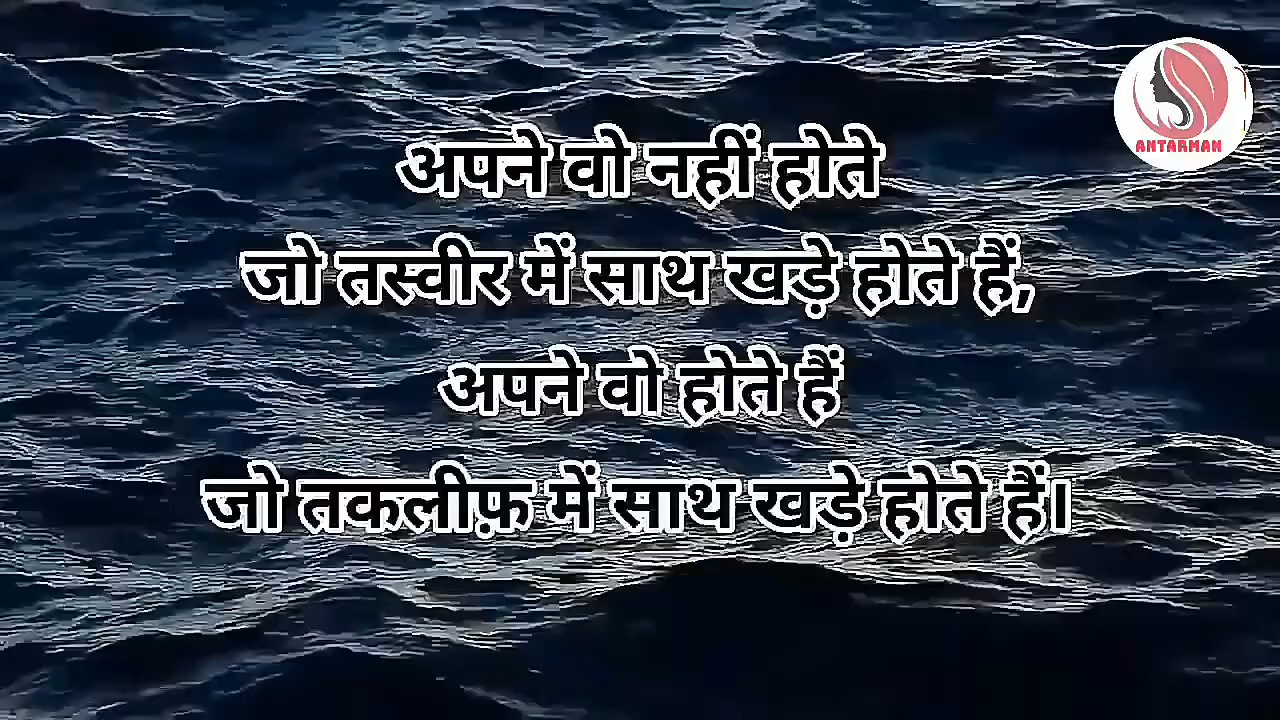 ANTARMAN
अपने वो नहीं होते
जो तस्वीर में साथ खड़े होते हैं,
अपने वो होते हैं
जो तकलीफ़ में साथ खड़े होते हैं।